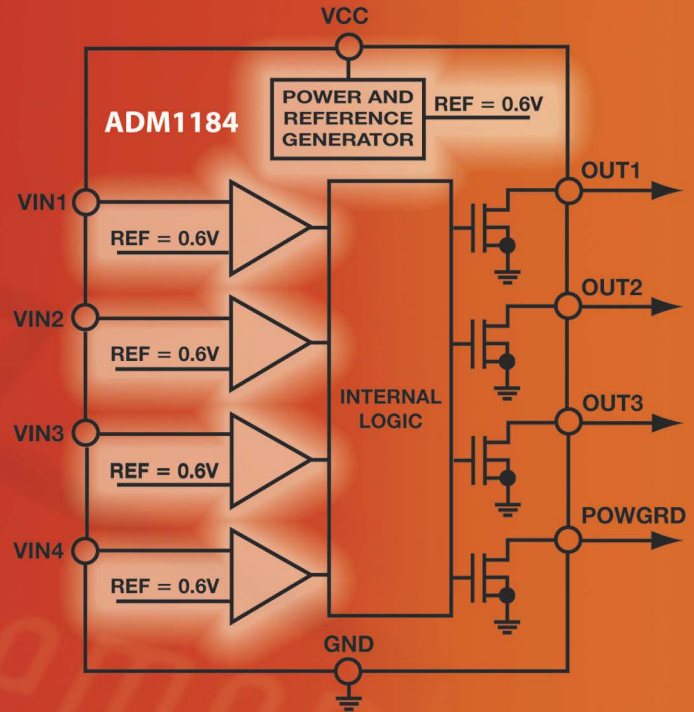 VCC
ADM1184
POWER AND
REFERENCE
GENERATOR
REF = 0.6V
VIN1
REF = 0.6V
OUT1
VIN2
REF = 0.6V
OUT2
INTERNAL
LOGIC
VIN3
REF = 0.6V
OUT3
VIN4
REF = 0.6V
POWGRD
GND